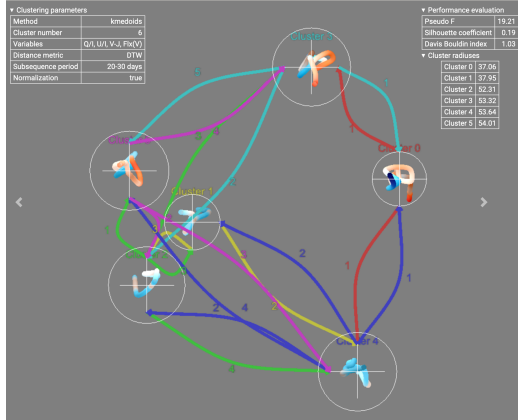 ▾ Clustering parameters
Method kmedoids
Cluster number 6
Variables Q/I, U/I, V-J, Flx(V)
Distance metric DTW
Subsequence period 20-30 days
Normalization true
▾ Performance evaluation
Pseudo F 19.21
Silhouette coefficient 0.19
Davis Bouldin index 1.03
▾ Cluster radiuses
Cluster 0 37.06
Cluster 1 37.95
Cluster 2 52.31
Cluster 3 53.32
Cluster 4 53.64
Cluster 5 54.01
1
4
Cluster 0
Cluster 1
3
3
2
1
1
2
2
4
Cluster 4